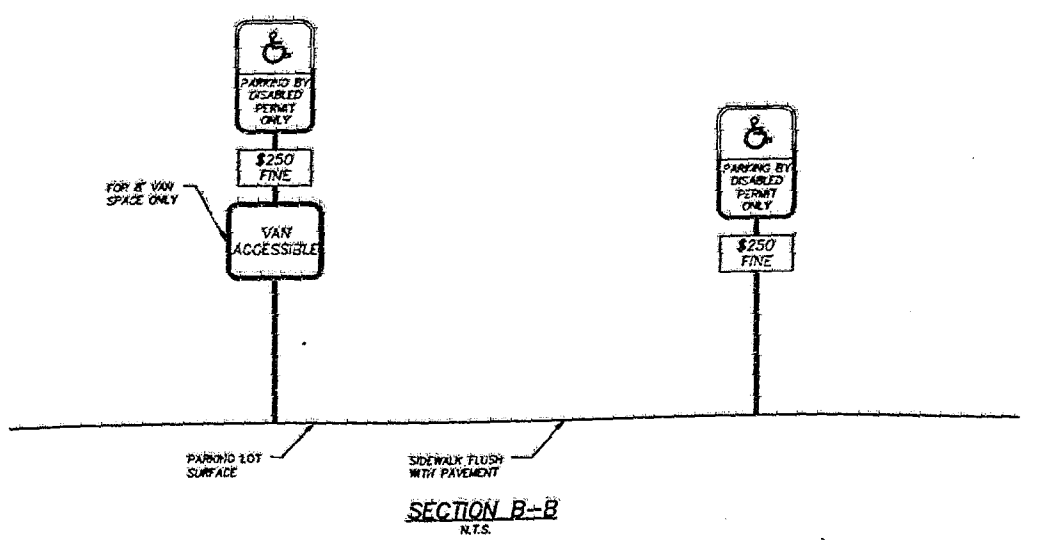 PARKING BY
DISABLED
PERMIT
ONLY
$250
FINE
FOR 8' VAN
SPACE ONLY
VAN
ACCESSIBLE
PARKING BY
DISABLED
PERMIT
ONLY
$250
FINE
PARKING LOT
SURFACE
SIDEWALK FLUSH
WITH PAVEMENT
SECTION B-B
N.T.S.